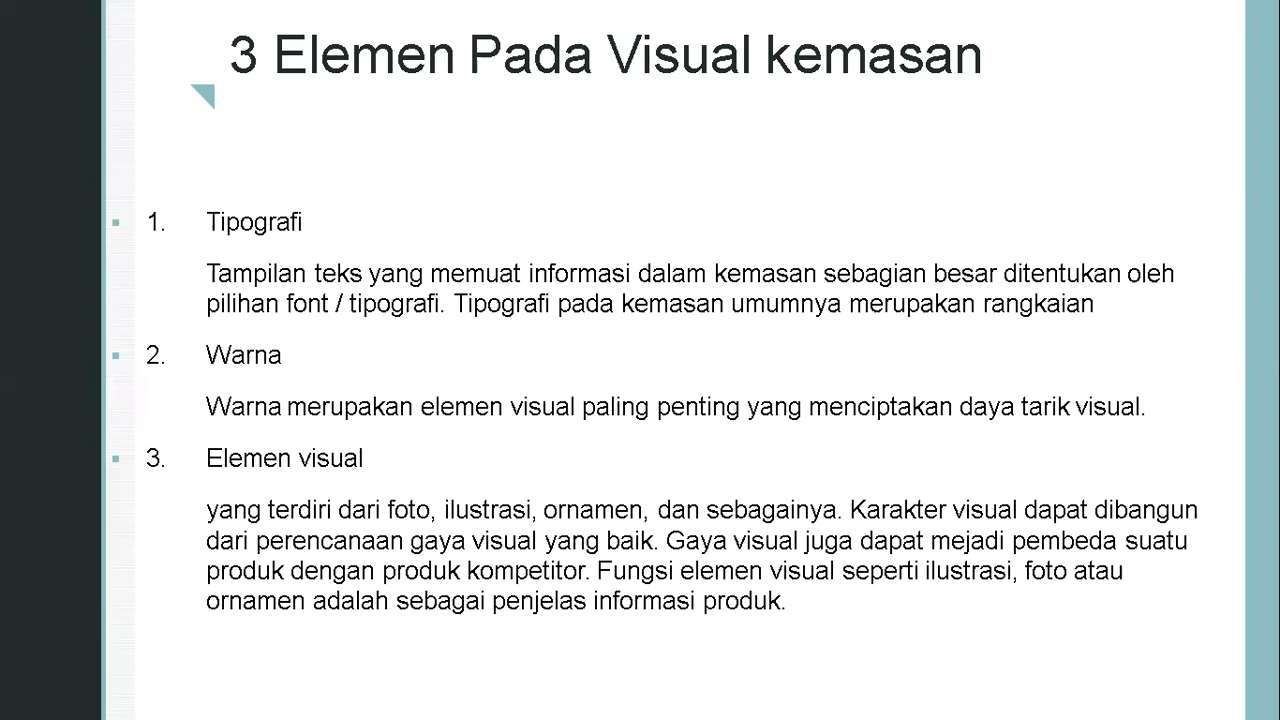 3 Elemen Pada Visual kemasan
1. Tipografi
Tampilan teks yang memuat informasi dalam kemasan sebagian besar ditentukan oleh
pilihan font / tipografi. Tipografi pada kemasan umumnya merupakan rangkaian
2. Warna
Warna merupakan elemen visual paling penting yang menciptakan daya tarik visual.
3. Elemen visual
yang terdiri dari foto, ilustrasi, ornamen, dan sebagainya. Karakter visual dapat dibangun
dari perencanaan gaya visual yang baik. Gaya visual juga dapat mejadi pembeda suatu
produk dengan produk kompetitor. Fungsi elemen visual seperti ilustrasi, foto atau
ornamen adalah sebagai penjelas informasi produk.